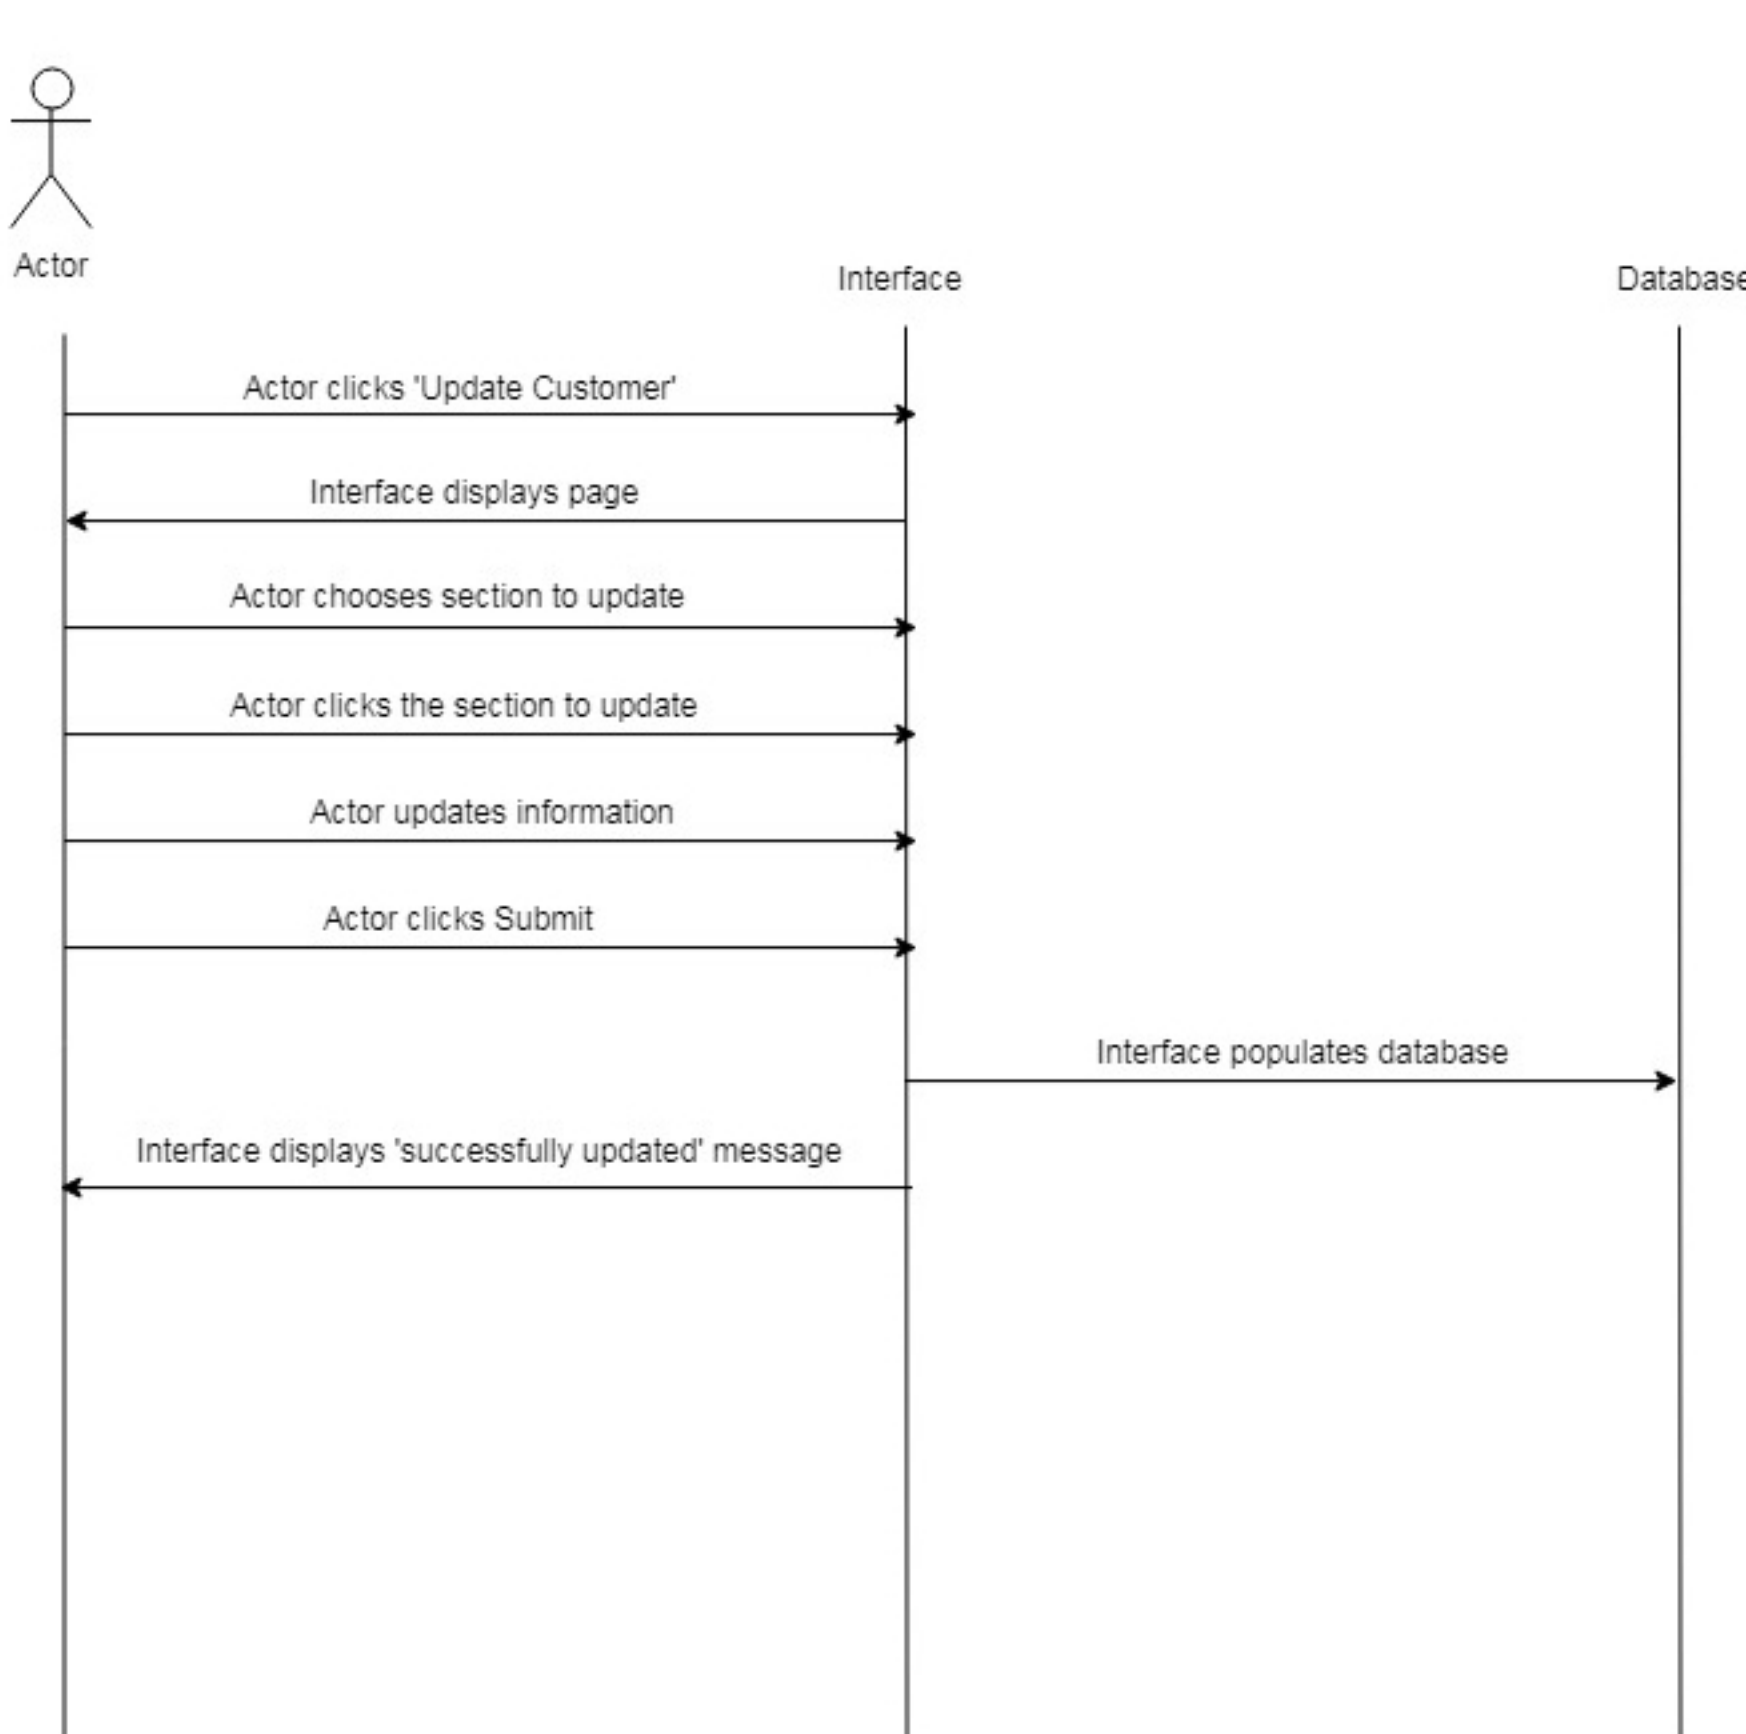 Actor
Interface
Database
Actor clicks 'Update Customer'
Interface displays page
Actor chooses section to update
Actor clicks the section to update
Actor updates information
Actor clicks Submit
Interface populates database
Interface displays 'successfully updated' message